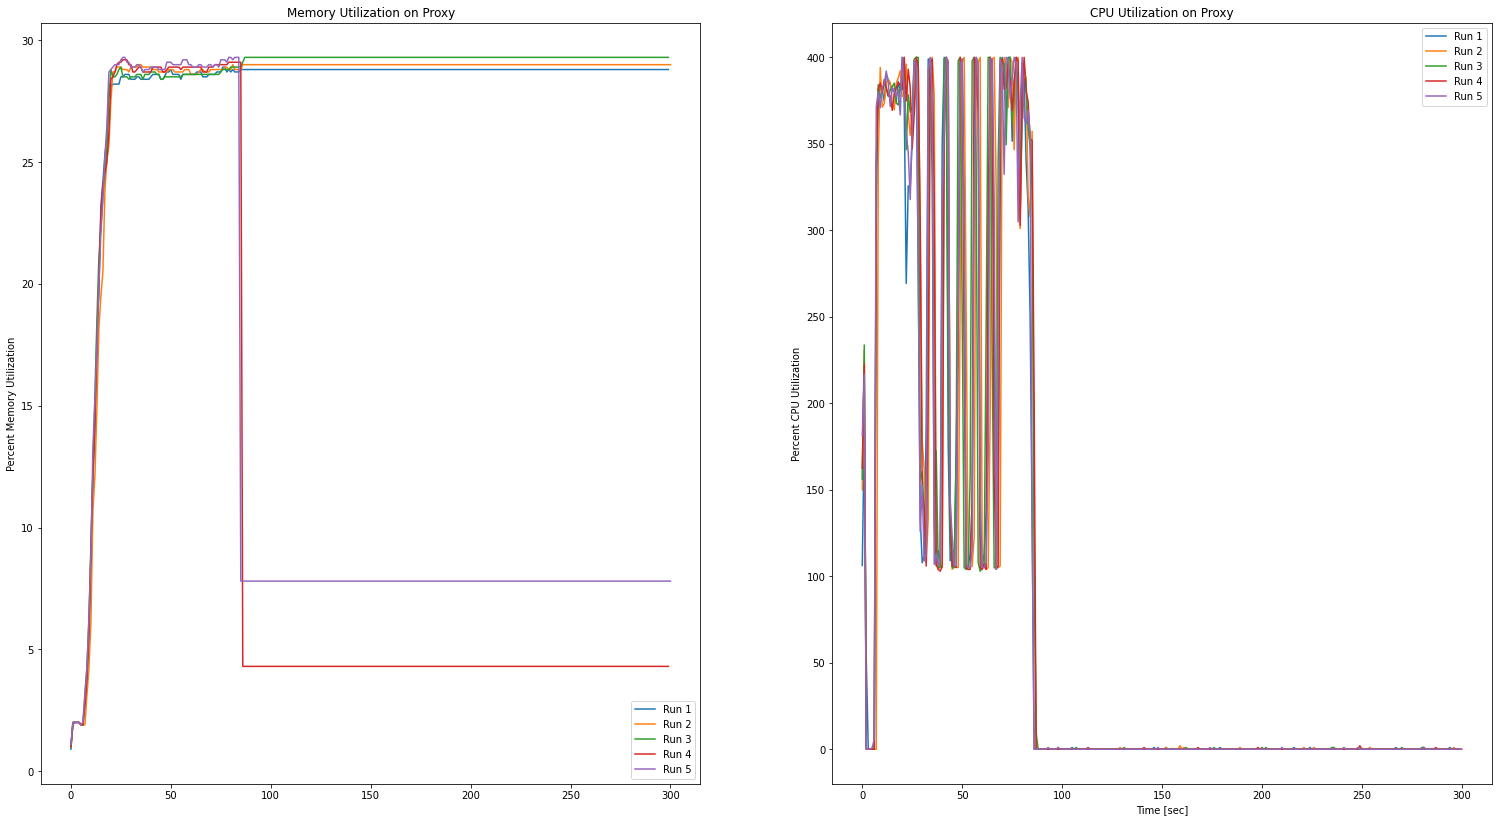 Memory Utilization on Proxy
Percent Memory Utilization
30
25
20
15
10
5
0
0 50 100 150 200 250 300
Run 1
Run 2
Run 3
Run 4
Run 5
CPU Utilization on Proxy
Percent CPU Utilization
400
350
300
250
200
150
100
50
0
0 50 100 150 200 250 300
Time [sec]
Run 1
Run 2
Run 3
Run 4
Run 5